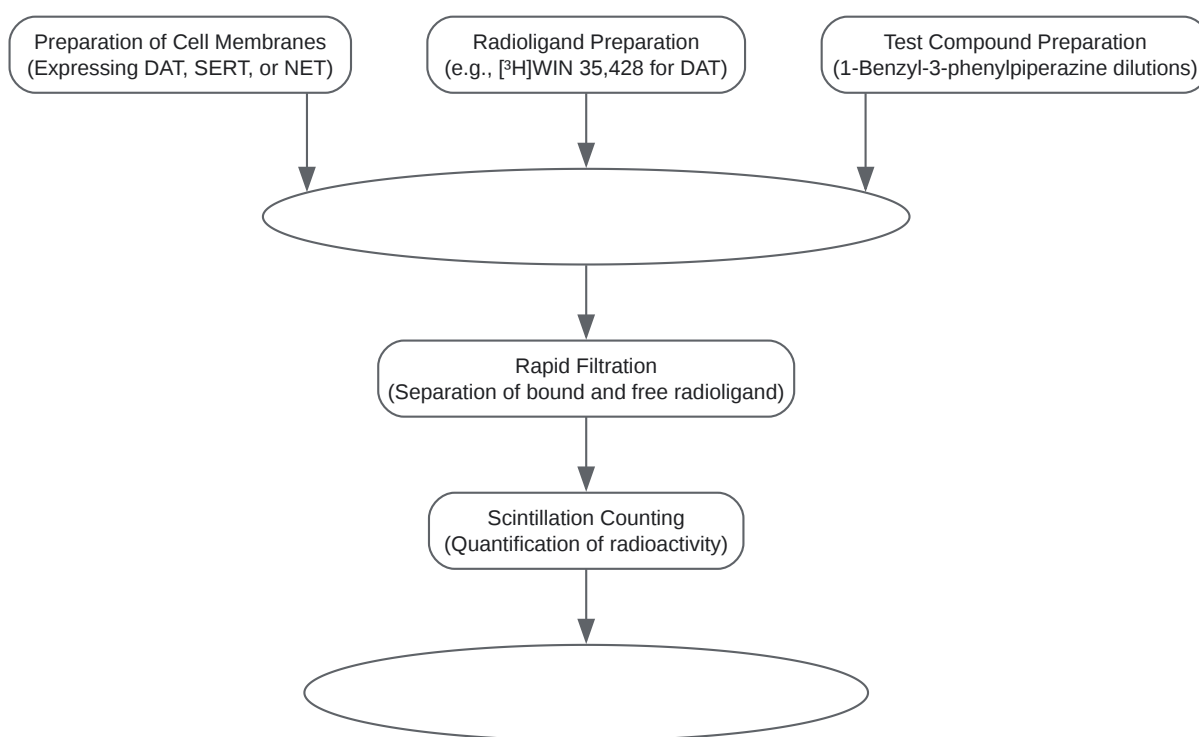 Preparation of Cell Membranes
(Expressing DAT, SERT, or NET)
Radioligand Preparation
(e.g., [³H]WIN 35,428 for DAT)
Test Compound Preparation
(1-Benzyl-3-phenylpiperazine dilutions)
Rapid Filtration
(Separation of bound and free radioligand)
Scintillation Counting
(Quantification of radioactivity)